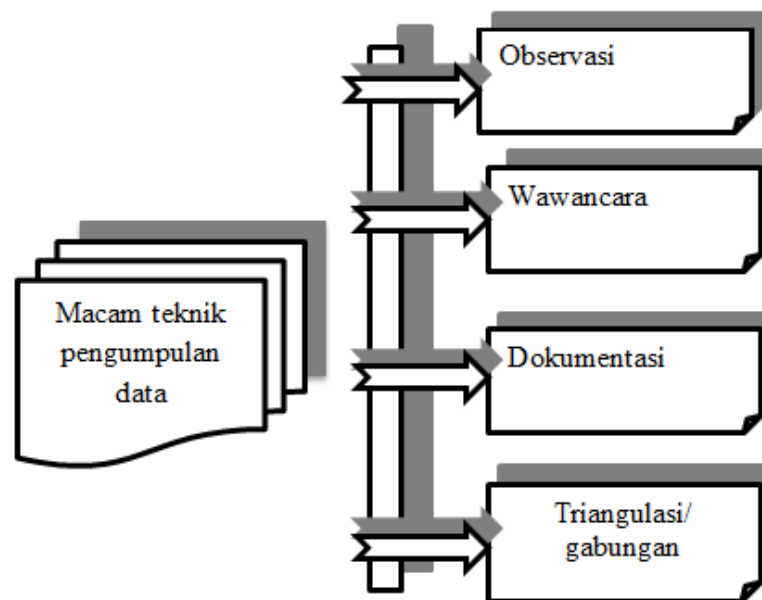 Macam teknik
pengumpulan
data
Observasi
Wawancara
Dokumentasi
Triangulasi/
gabungan